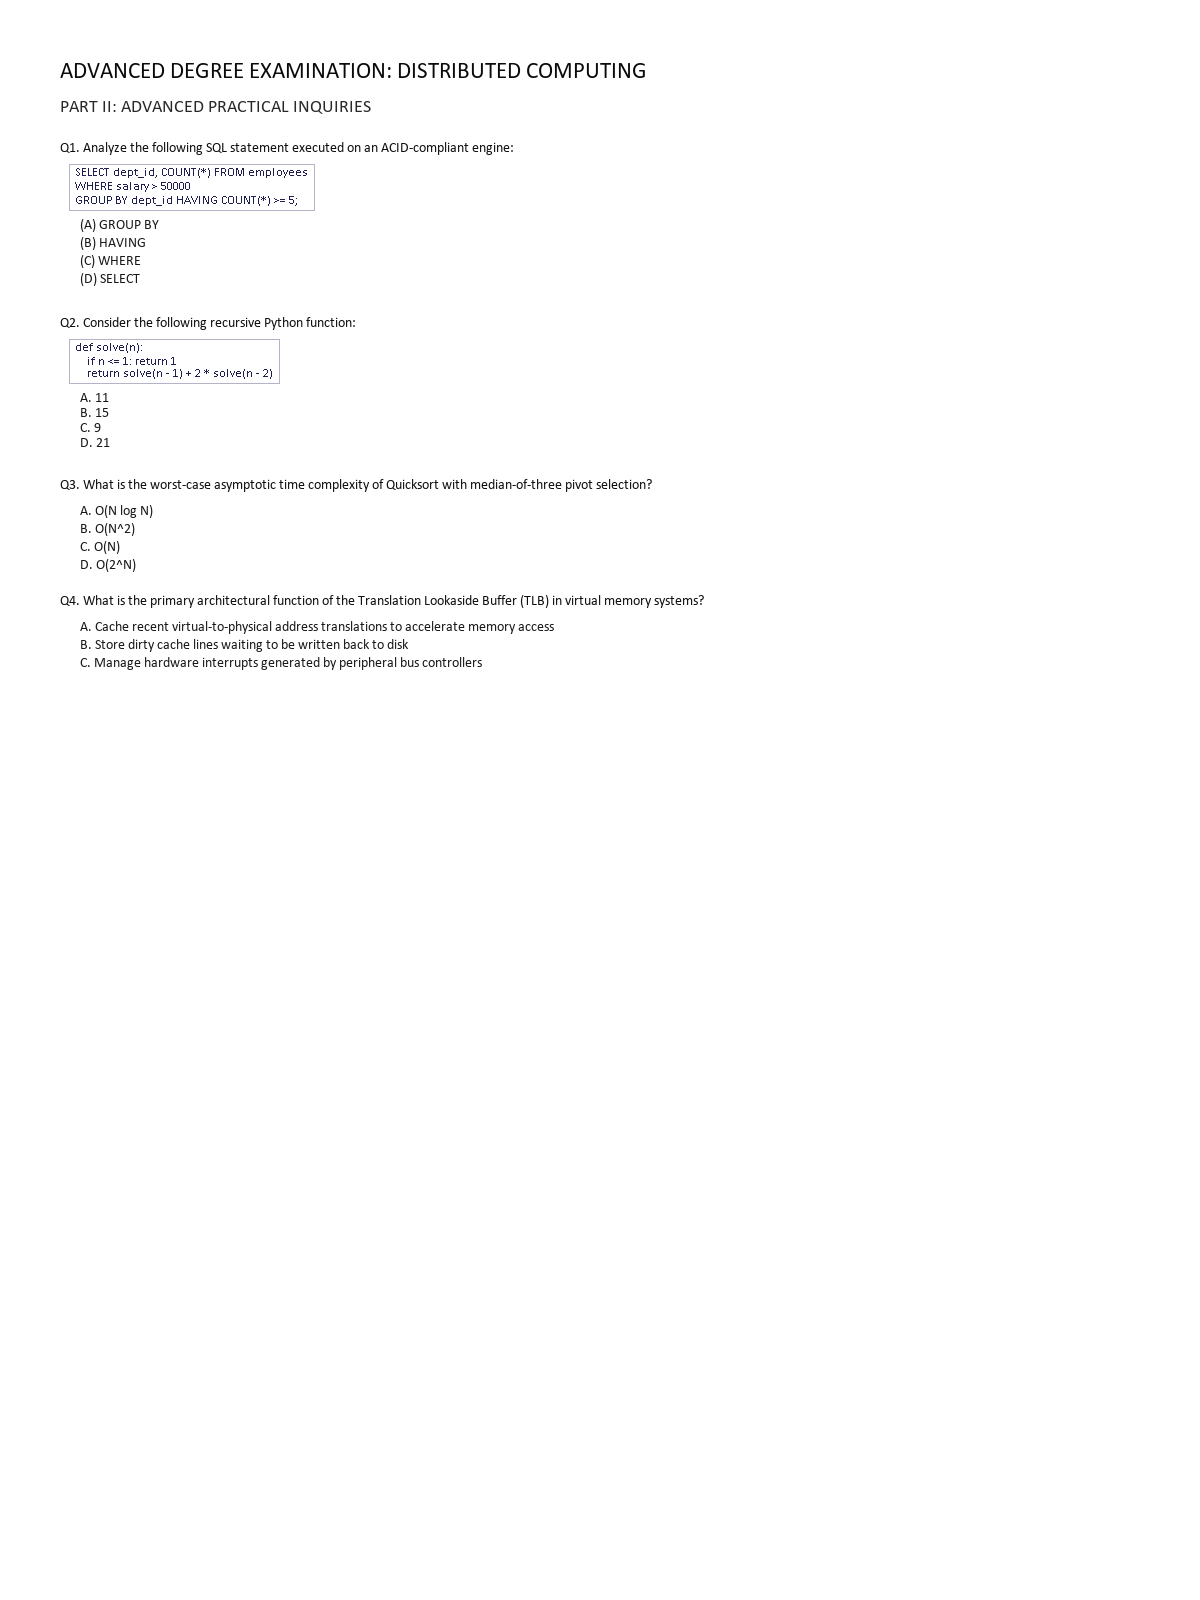 ADVANCED DEGREE EXAMINATION: DISTRIBUTED COMPUTING
PART II: ADVANCED PRACTICAL INQUIRIES
Q1. Analyze the following SQL statement executed on an ACID-compliant engine:
SELECT dept_id, COUNT(*) FROM employees
WHERE salary > 50000
GROUP BY dept_id HAVING COUNT(*) >= 5;
(A) GROUP BY
(B) HAVING
(C) WHERE
(D) SELECT
Q2. Consider the following recursive Python function:
def solve(n):
    if n <= 1: return 1
    return solve(n - 1) + 2 * solve(n - 2)
A. 11
B. 15
C. 9
D. 21
Q3. What is the worst-case asymptotic time complexity of Quicksort with median-of-three pivot selection?
A. O(N log N)
B. O(N^2)
C. O(N)
D. O(2^N)
Q4. What is the primary architectural function of the Translation Lookaside Buffer (TLB) in virtual memory systems?
A. Cache recent virtual-to-physical address translations to accelerate memory access
B. Store dirty cache lines waiting to be written back to disk
C. Manage hardware interrupts generated by peripheral bus controllers